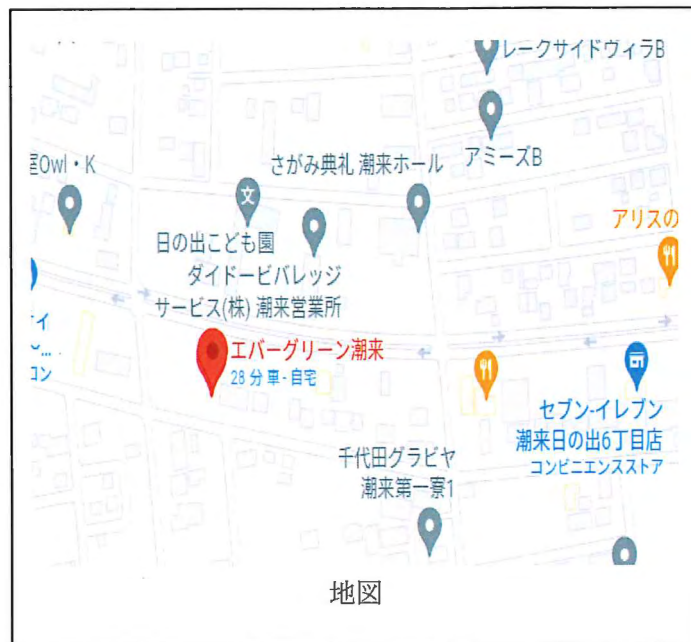 レークサイドヴィラB
Owl・K
さがみ典礼 潮来ホール
アミーズB
アリスの
日の出こども園
ダイドービバレッジ
サービス(株) 潮来営業所
イ
エバーグリーン潮来
28 分 車 - 自宅
コン
セブン-イレブン
潮来日の出6丁目店
コンビニエンスストア
千代田グラビヤ
潮来第一寮1
文
地図